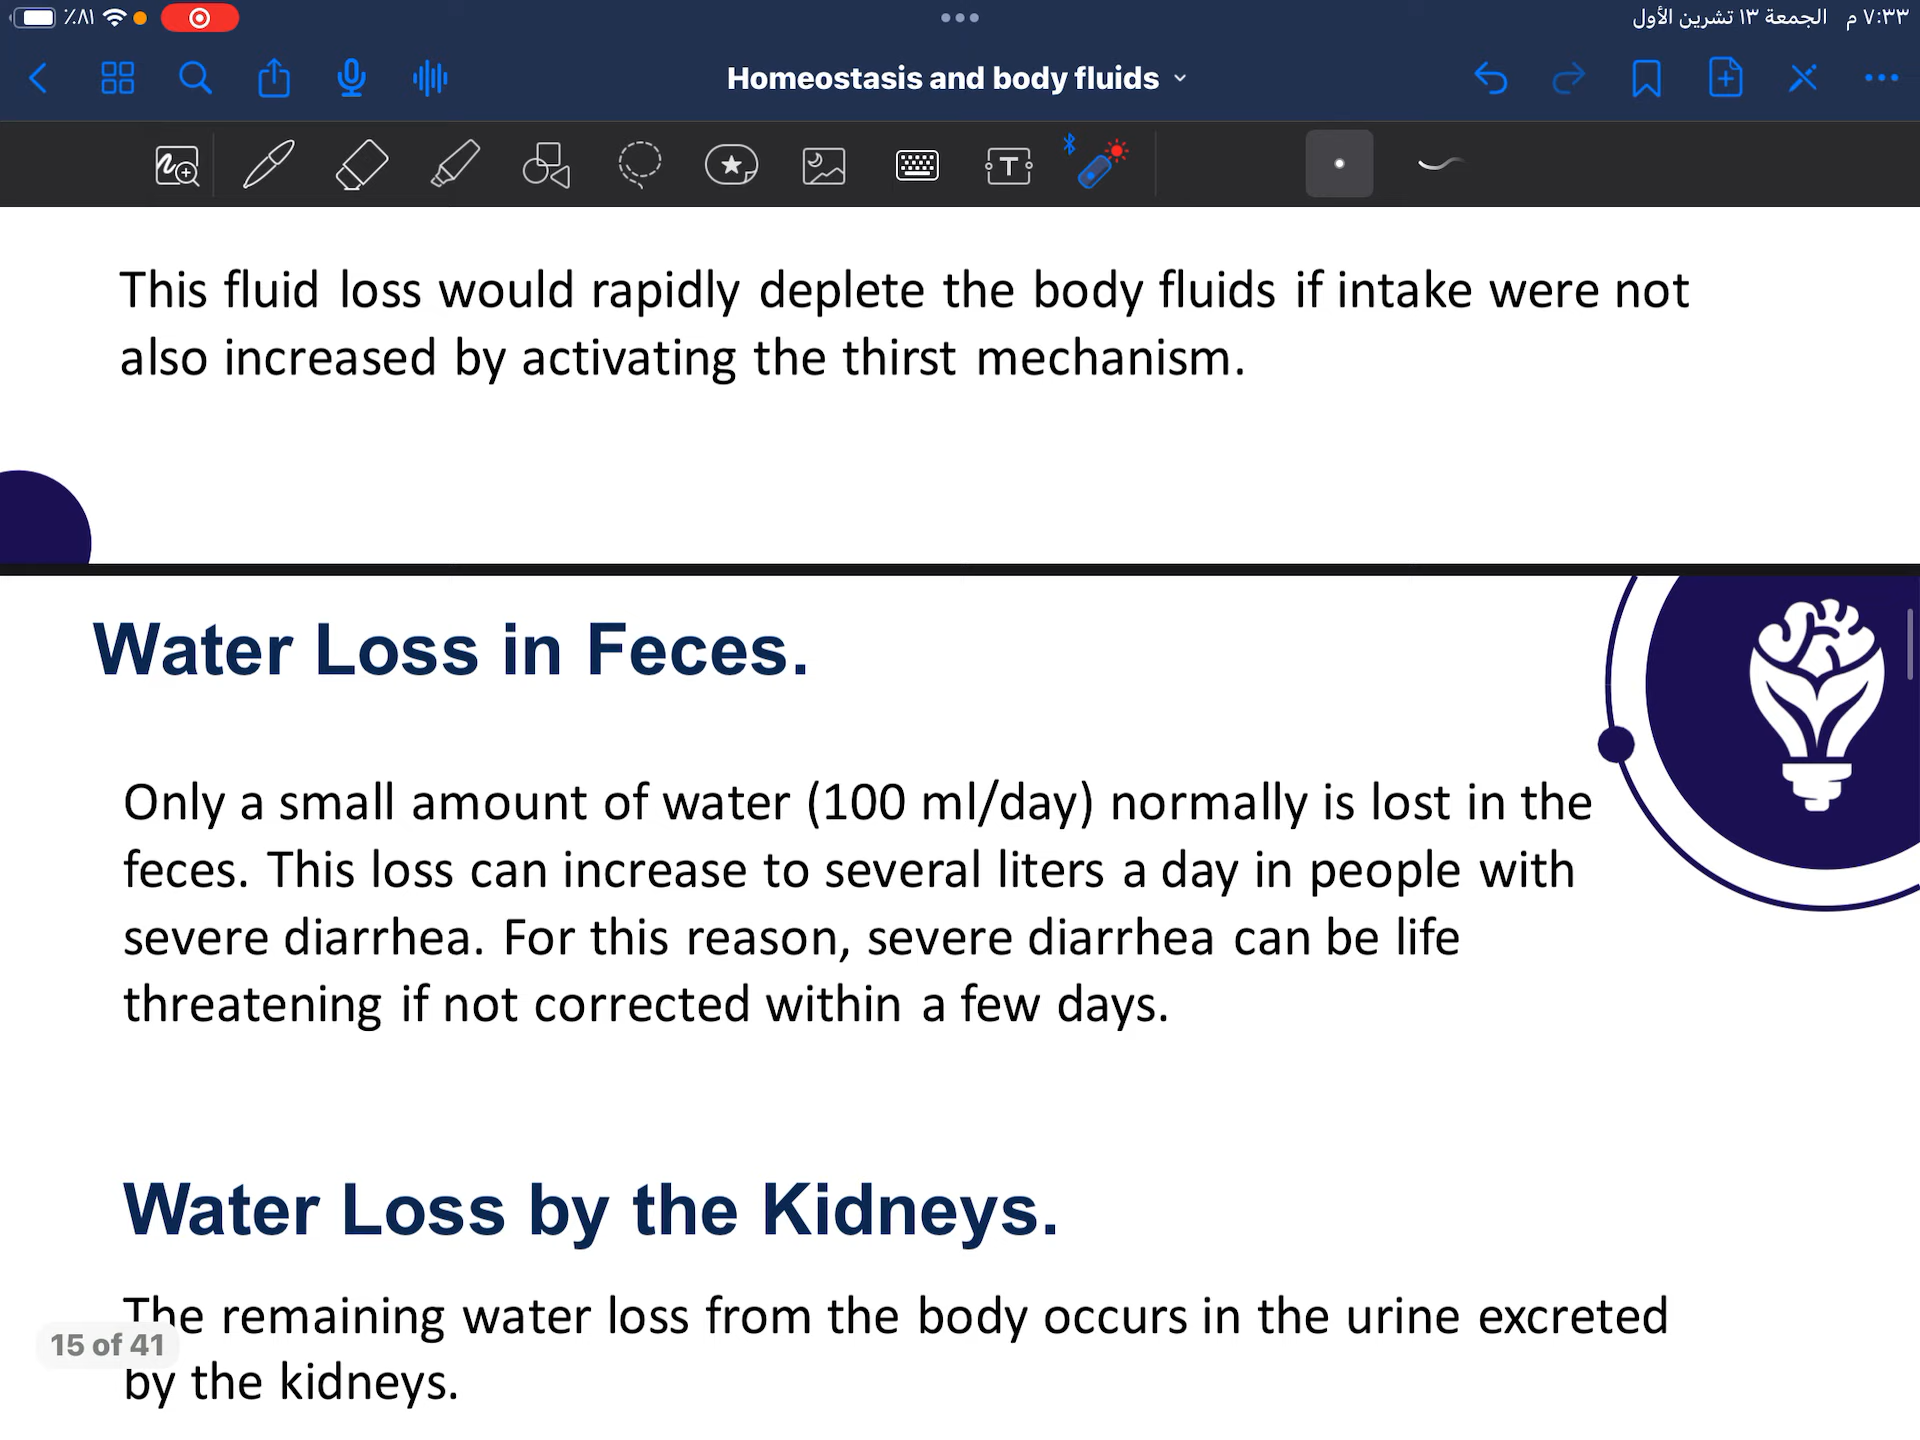 ٪٨١
٧:٣٣ م الجمعة ١٣ تشرين الأول
Homeostasis and body fluids
T
This fluid loss would rapidly deplete the body fluids if intake were not
also increased by activating the thirst mechanism.
Water Loss in Feces.
Only a small amount of water (100 ml/day) normally is lost in the
feces. This loss can increase to several liters a day in people with
severe diarrhea. For this reason, severe diarrhea can be life
threatening if not corrected within a few days.
Water Loss by the Kidneys.
The remaining water loss from the body occurs in the urine excreted
15 of 41
by the kidneys.